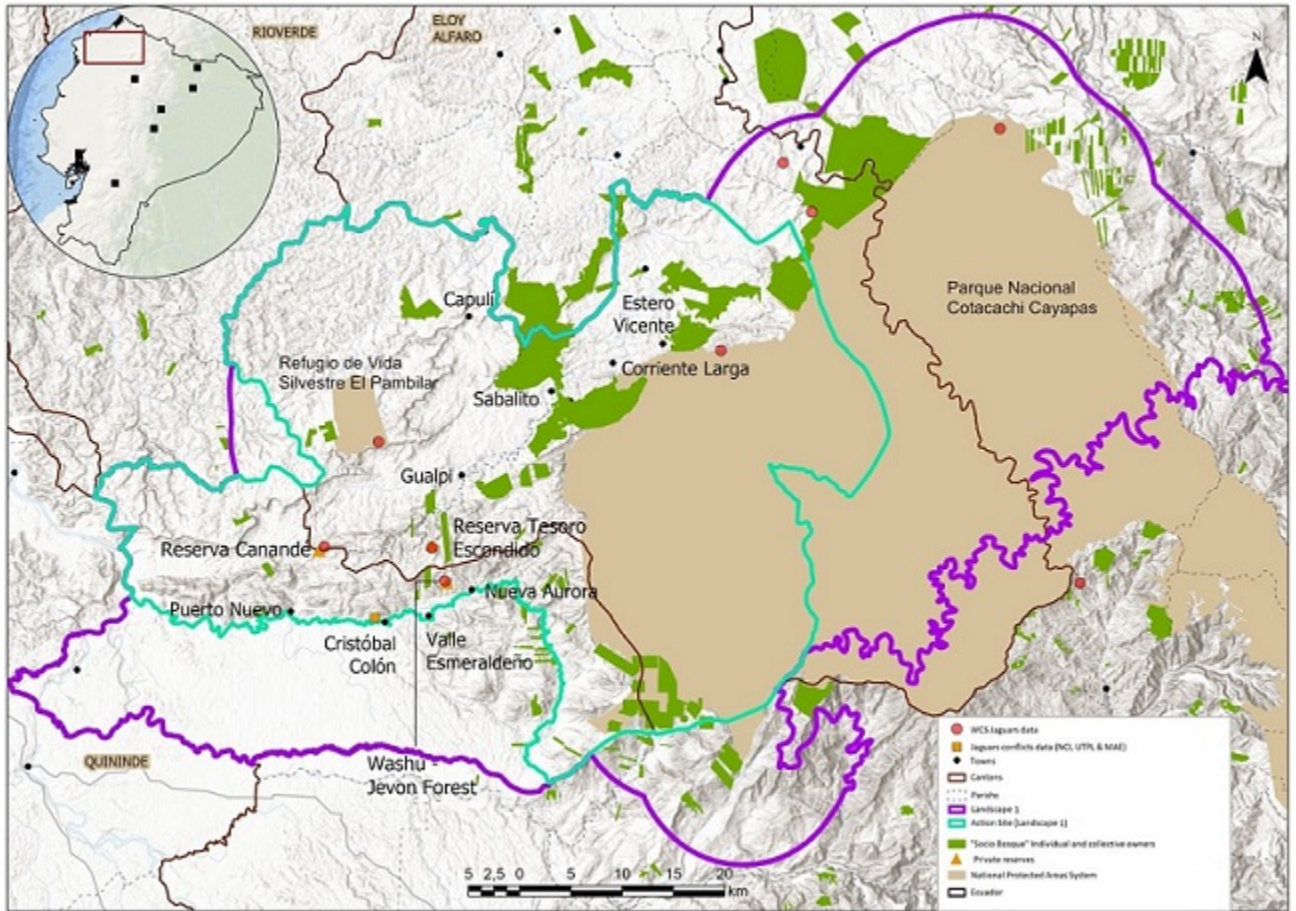 RIOVERDE
ELOY
ALFARO
N
Parque Nacional
Cotacachi Cayapas
Capulí
Estero
Vicente
Refugio de Vida
Silvestre El Pambilar
Corriente Larga
Sabalito
Gualpi
Reserva Tesoro
Escondido
Reserva Canandé
Nueva Aurora
Puerto Nuevo
Cristóbal
Colón
Valle
Esmeraldeño
QUININDE
Washu -
Jevon Forest
5 2,5 0 5 10 15 20
km
WCS Jaguars data
Jaguars conflicts data (NCI, UTPL & MAE)
Towns
Cantons
Parishs
Landscape 1
Action Site (Landscape 1)
"Socio Bosque" Individual and collective owners
Private reserves
National Protected Areas System
Ecuador